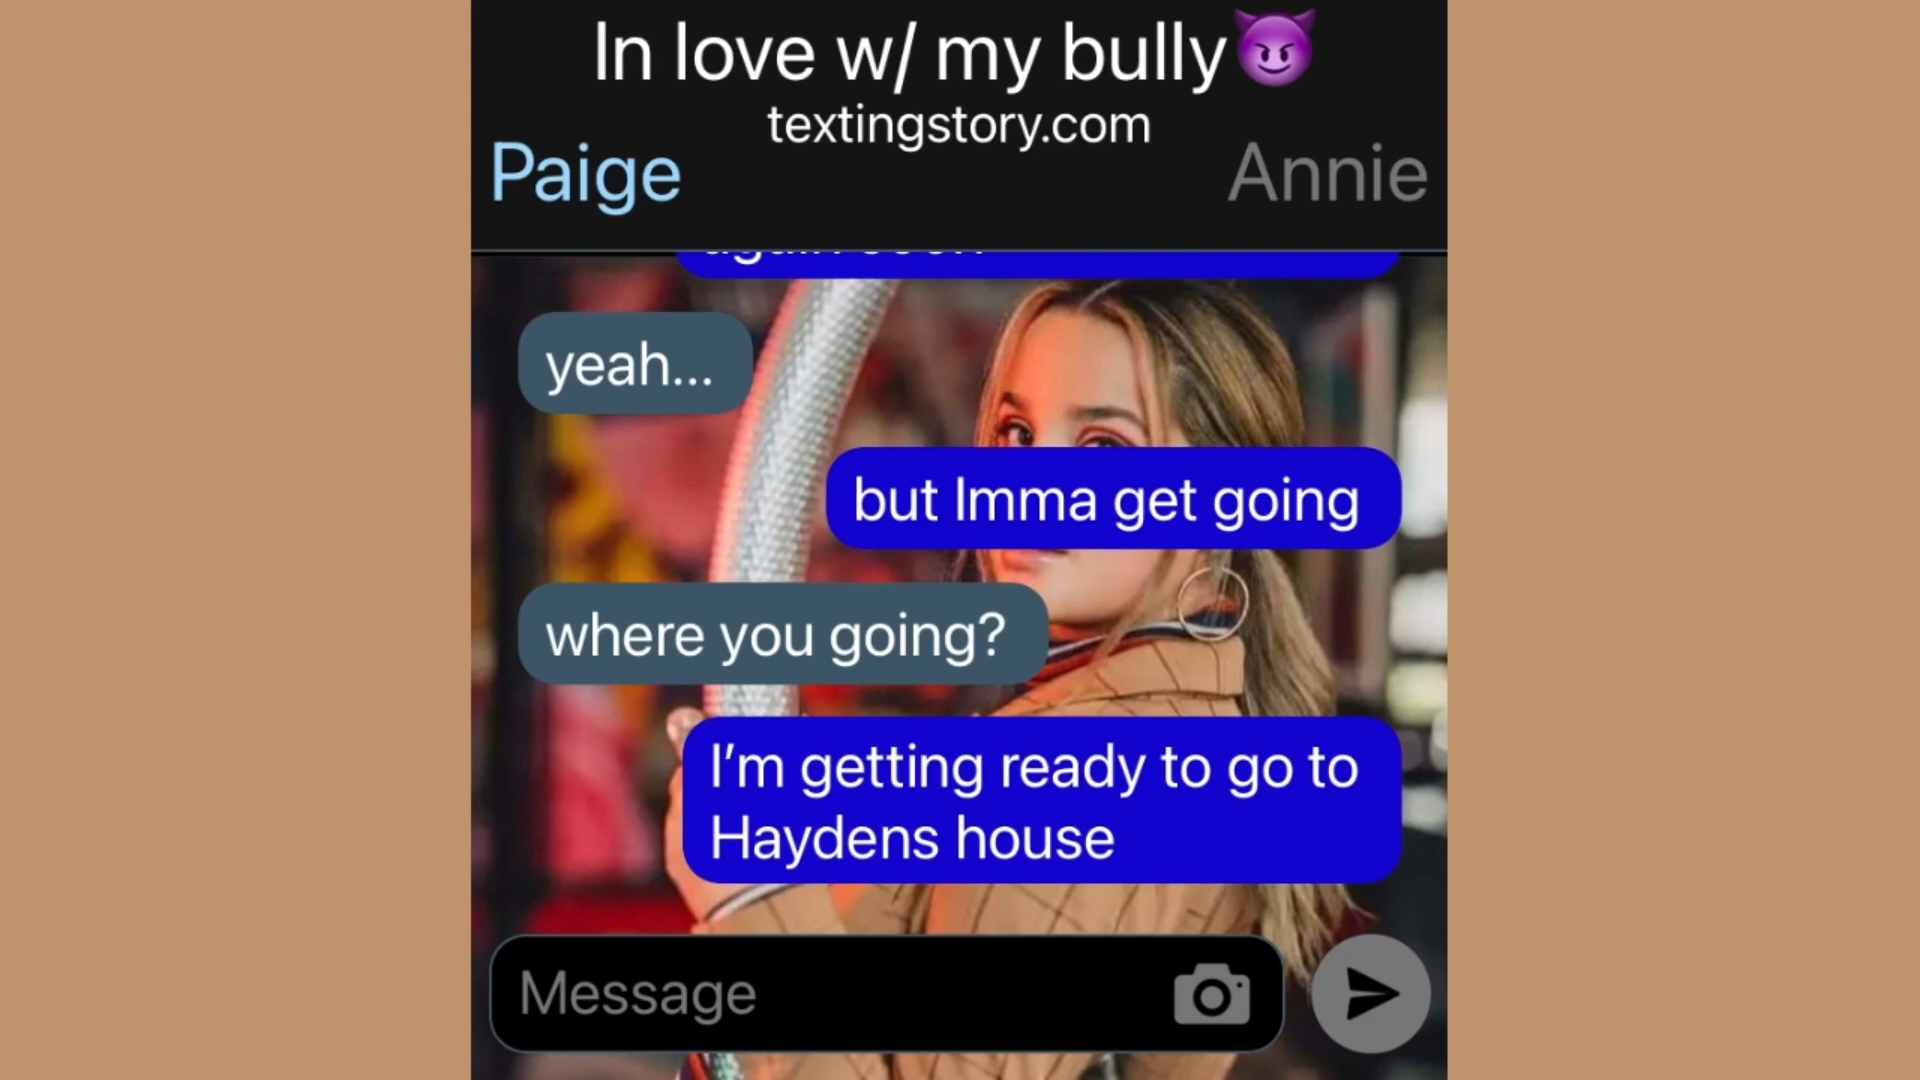 In love w/ my bully😈
textingstory.com
Paige
Annie
yeah...
but Imma get going
where you going?
I'm getting ready to go to
Haydens house
Message